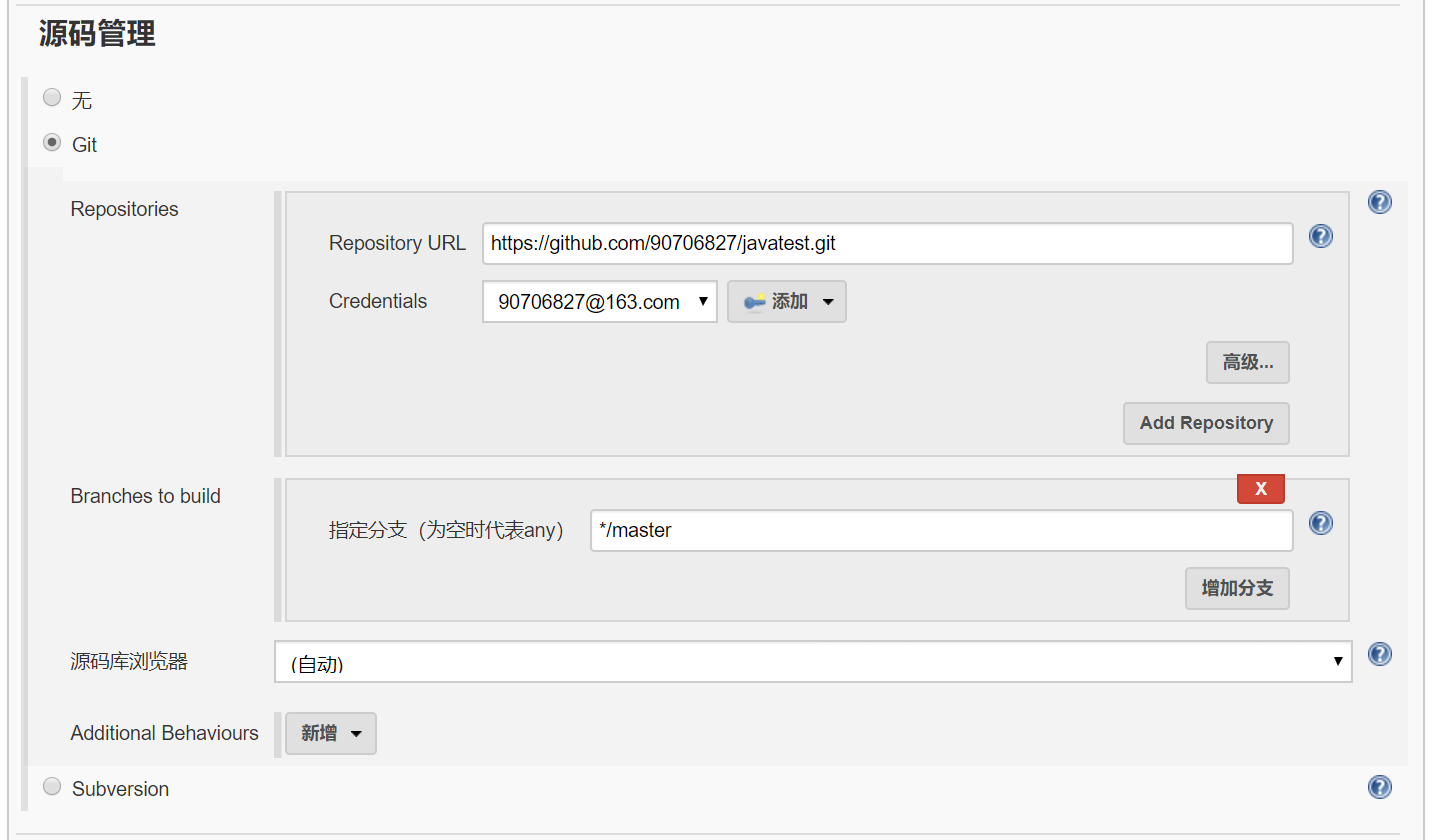 源码管理
无
Git
Repositories
Repository URL https://github.com/90706827/javatest.git
Credentials 90706827@163.com 添加
高级...
Add Repository
Branches to build
X
指定分支（为空时代表any） */master
增加分支
源码库浏览器 (自动)
Additional Behaviours 新增
Subversion